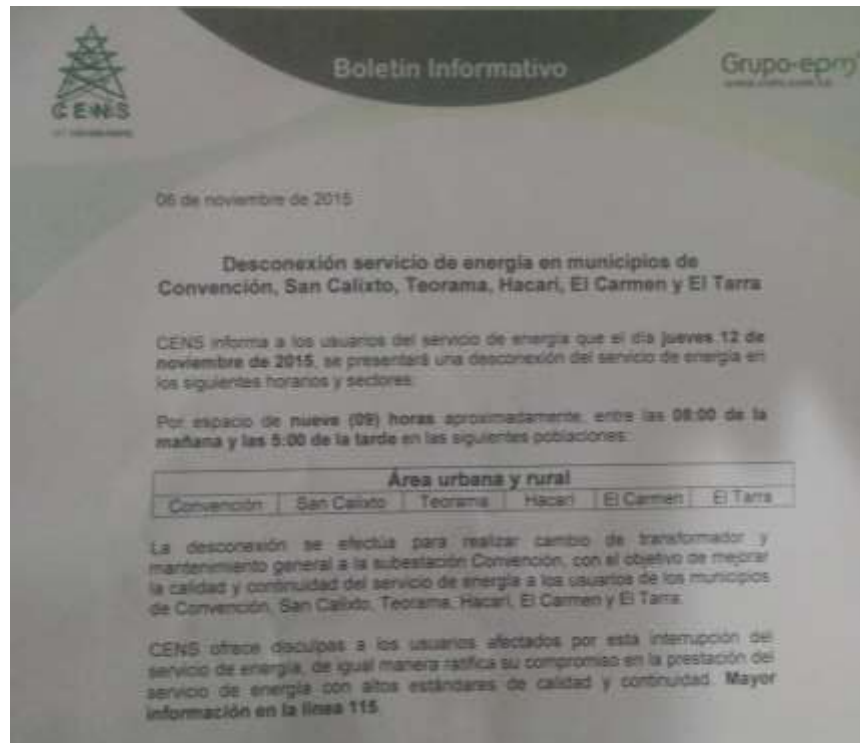 Boletin Informativo
Grupo·epm
CENS
06 de noviembre de 2015
Desconexión servicio de energía en municipios de
Convención, San Calixto, Teorama, Hacarí, El Carmen y El Tarra
CENS informa a los usuarios del servicio de energía que el día jueves 12 de
noviembre de 2015, se presentará una desconexión del servicio de energía en
los siguientes horarios y sectores:
Por espacio de nueve (09) horas aproximadamente, entre las 08:00 de la
mañana y las 5:00 de la tarde en las siguientes poblaciones:
Área urbana y rural
Convención San Calixto Teorama Hacarí El Carmen El Tarra
La desconexión se efectúa para realizar cambio de transformador y
mantenimiento general a la subestación Convención, con el objetivo de mejorar
la calidad y continuidad del servicio de energía a los usuarios de los municipios
de Convención, San Calixto, Teorama, Hacarí, El Carmen y El Tarra.
CENS ofrece disculpas a los usuarios afectados por esta interrupción del
servicio de energía, de igual manera ratifica su compromiso en la prestación del
servicio de energía con altos estándares de calidad y continuidad. Mayor
información en la línea 115.